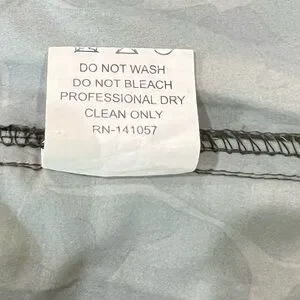 DO NOT WASH
DO NOT BLEACH
PROFESSIONAL DRY
CLEAN ONLY
RN-141057